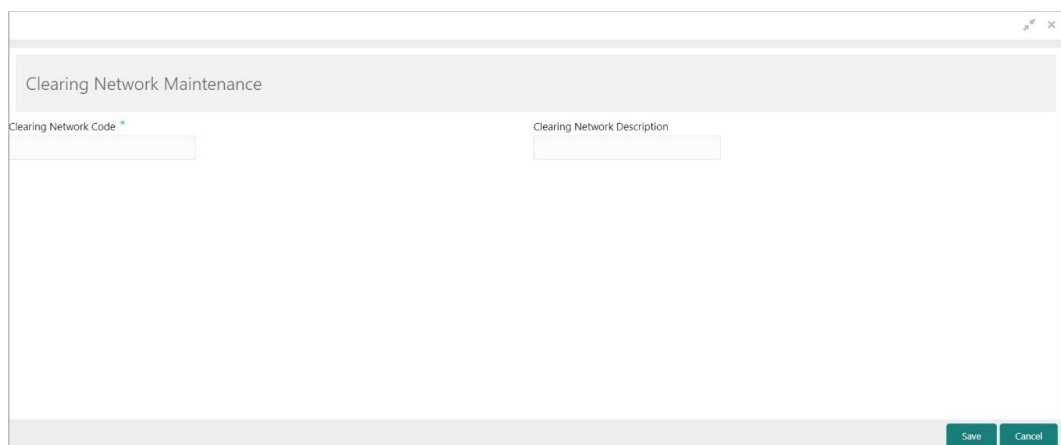 Clearing Network Maintenance
Clearing Network Code *
Clearing Network Description
Save Cancel